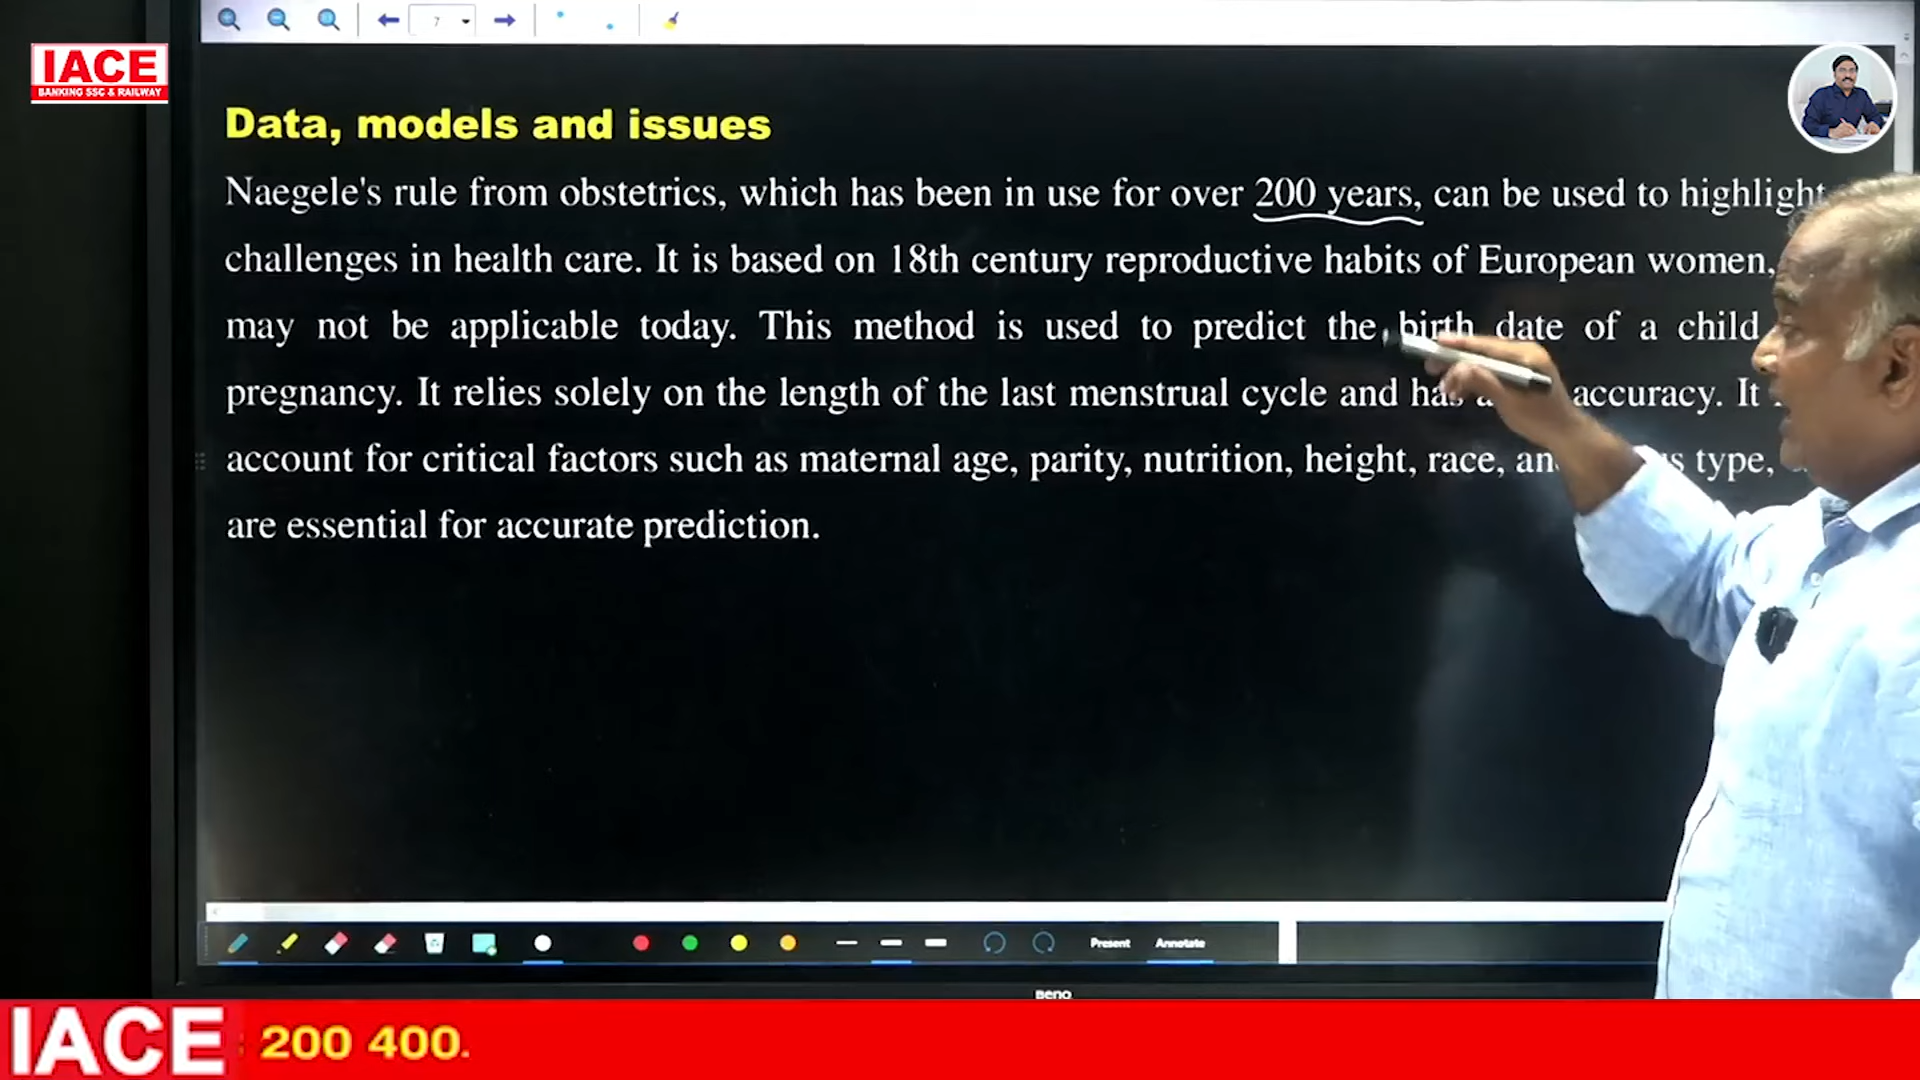 7
IACE
BANKING SSC & RAILWAY
Data, models and issues
Naegele's rule from obstetrics, which has been in use for over 200 years, can be used to highlight
challenges in health care. It is based on 18th century reproductive habits of European women,
may not be applicable today. This method is used to predict the birth date of a child
pregnancy. It relies solely on the length of the last menstrual cycle and has accuracy. It
account for critical factors such as maternal age, parity, nutrition, height, race, type,
are essential for accurate prediction.
Present Annotate
BenQ
IACE 200 400.